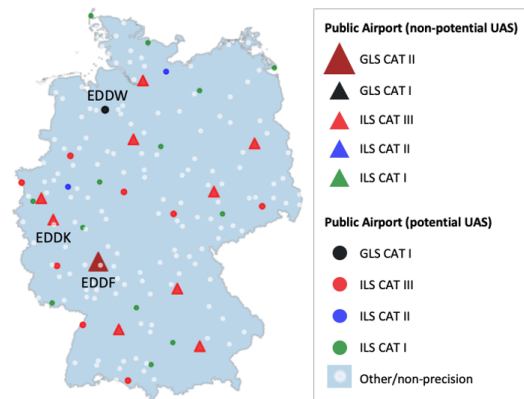 EDDW
EDDK
EDDF
Public Airport (non-potential UAS)
GLS CAT II
GLS CAT I
ILS CAT III
ILS CAT II
ILS CAT I
Public Airport (potential UAS)
GLS CAT I
ILS CAT III
ILS CAT II
ILS CAT I
Other/non-precision